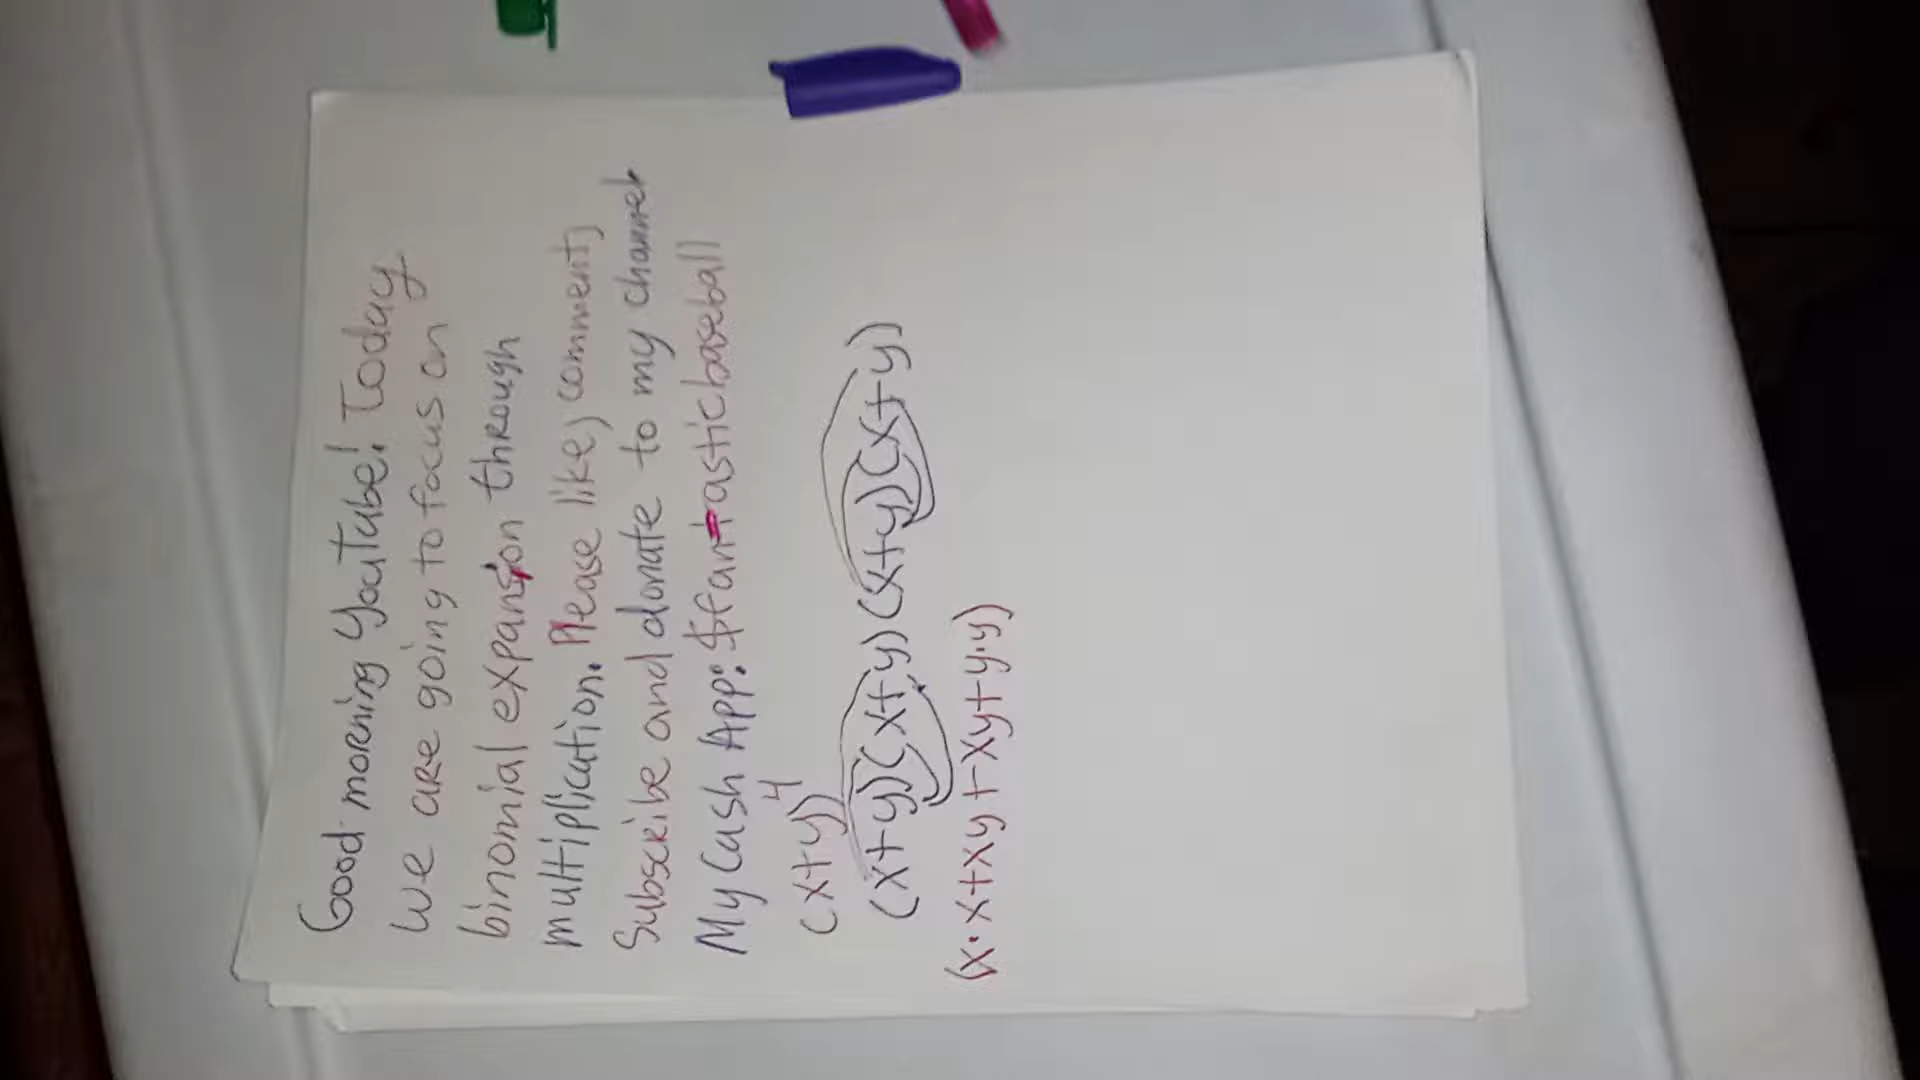 Good morning YouTube! Today
We are going to focus on
binomial expansion through
multiplication. Please like, comment,
Subscribe and donate to my channel.
My Cash App: $fantasticbaseball
(x+y)⁴
(x+y)(x+y)(x+y)(x+y)
(x·x+xy+xy+y·y)